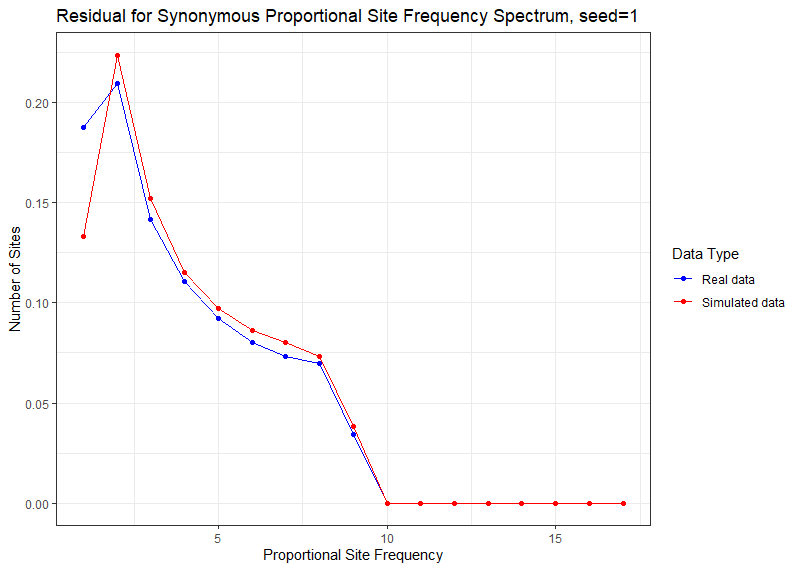 Residual for Synonymous Proportional Site Frequency Spectrum, seed=1
Number of Sites
0.20
0.15
0.10
0.05
0.00
5
10
15
Proportional Site Frequency
Data Type
Real data
Simulated data